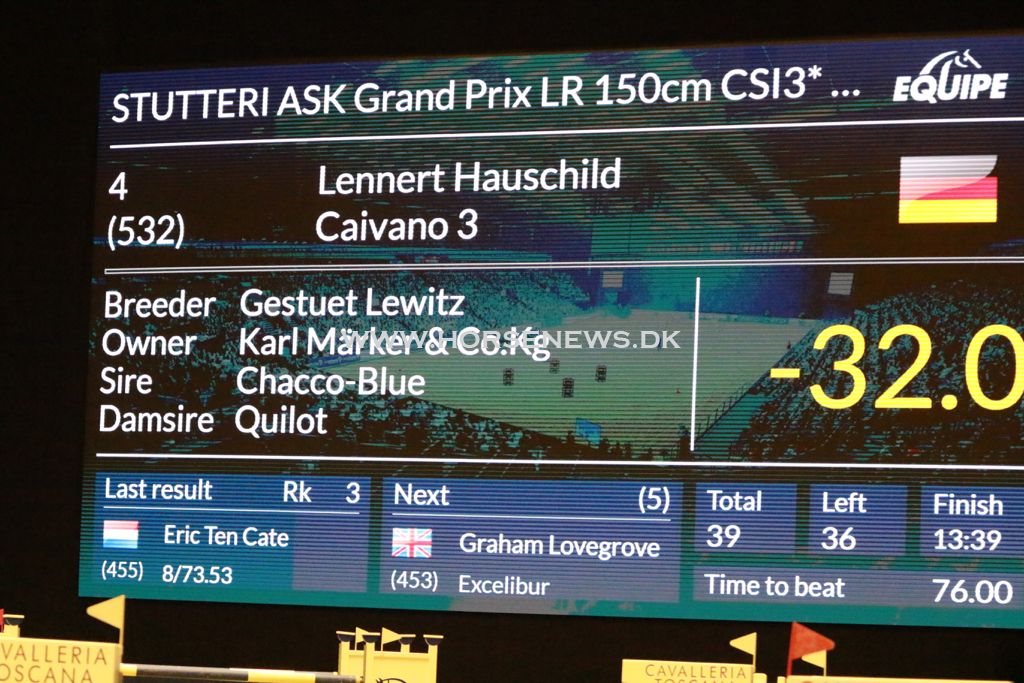 STUTTERI ASK Grand Prix LR 150cm CSI3* ...
EQUIPE
4 Lennert Hauschild
(532) Caivano 3
Breeder Gestuet Lewitz
Owner Karl Märker & Co.Kg
Sire Chacco-Blue
Damsire Quilot
-32.0
WWW.HORSENEWS.DK
Last result Rk 3
Eric Ten Cate
(455) 8/73.53
Next (5)
Graham Lovegrove
(453) Excelibur
Total
39
Left
36
Finish
13:39
Time to beat 76.00
AVALLERIA
TOSCANA
CAVALLERIA
TOSCANA